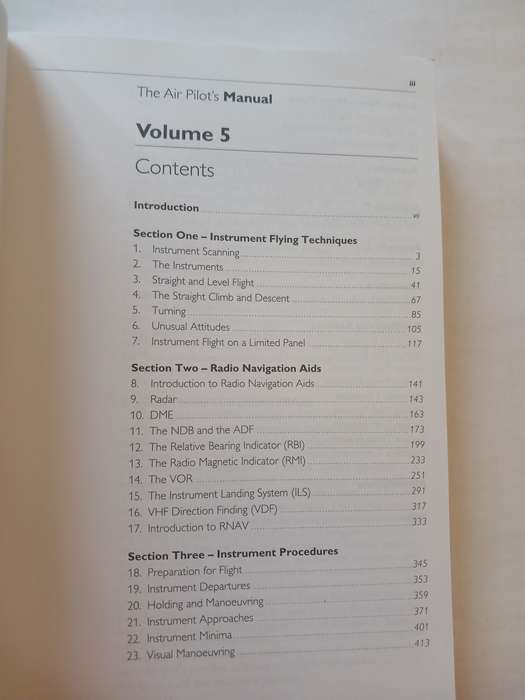 iii
The Air Pilot's Manual
Volume 5
Contents
Introduction vi
Section One – Instrument Flying Techniques
1. Instrument Scanning 3
2. The Instruments 15
3. Straight and Level Flight 41
4. The Straight Climb and Descent 67
5. Turning 85
6. Unusual Attitudes 105
7. Instrument Flight on a Limited Panel 117
Section Two – Radio Navigation Aids
8. Introduction to Radio Navigation Aids 141
9. Radar 143
10. DME 163
11. The NDB and the ADF 173
12. The Relative Bearing Indicator (RBI) 199
13. The Radio Magnetic Indicator (RMI) 233
14. The VOR 251
15. The Instrument Landing System (ILS) 291
16. VHF Direction Finding (VDF) 317
17. Introduction to RNAV 333
Section Three – Instrument Procedures
18. Preparation for Flight 345
19. Instrument Departures 353
20. Holding and Manoeuvring 359
21. Instrument Approaches 371
22. Instrument Minima 401
23. Visual Manoeuvring 413